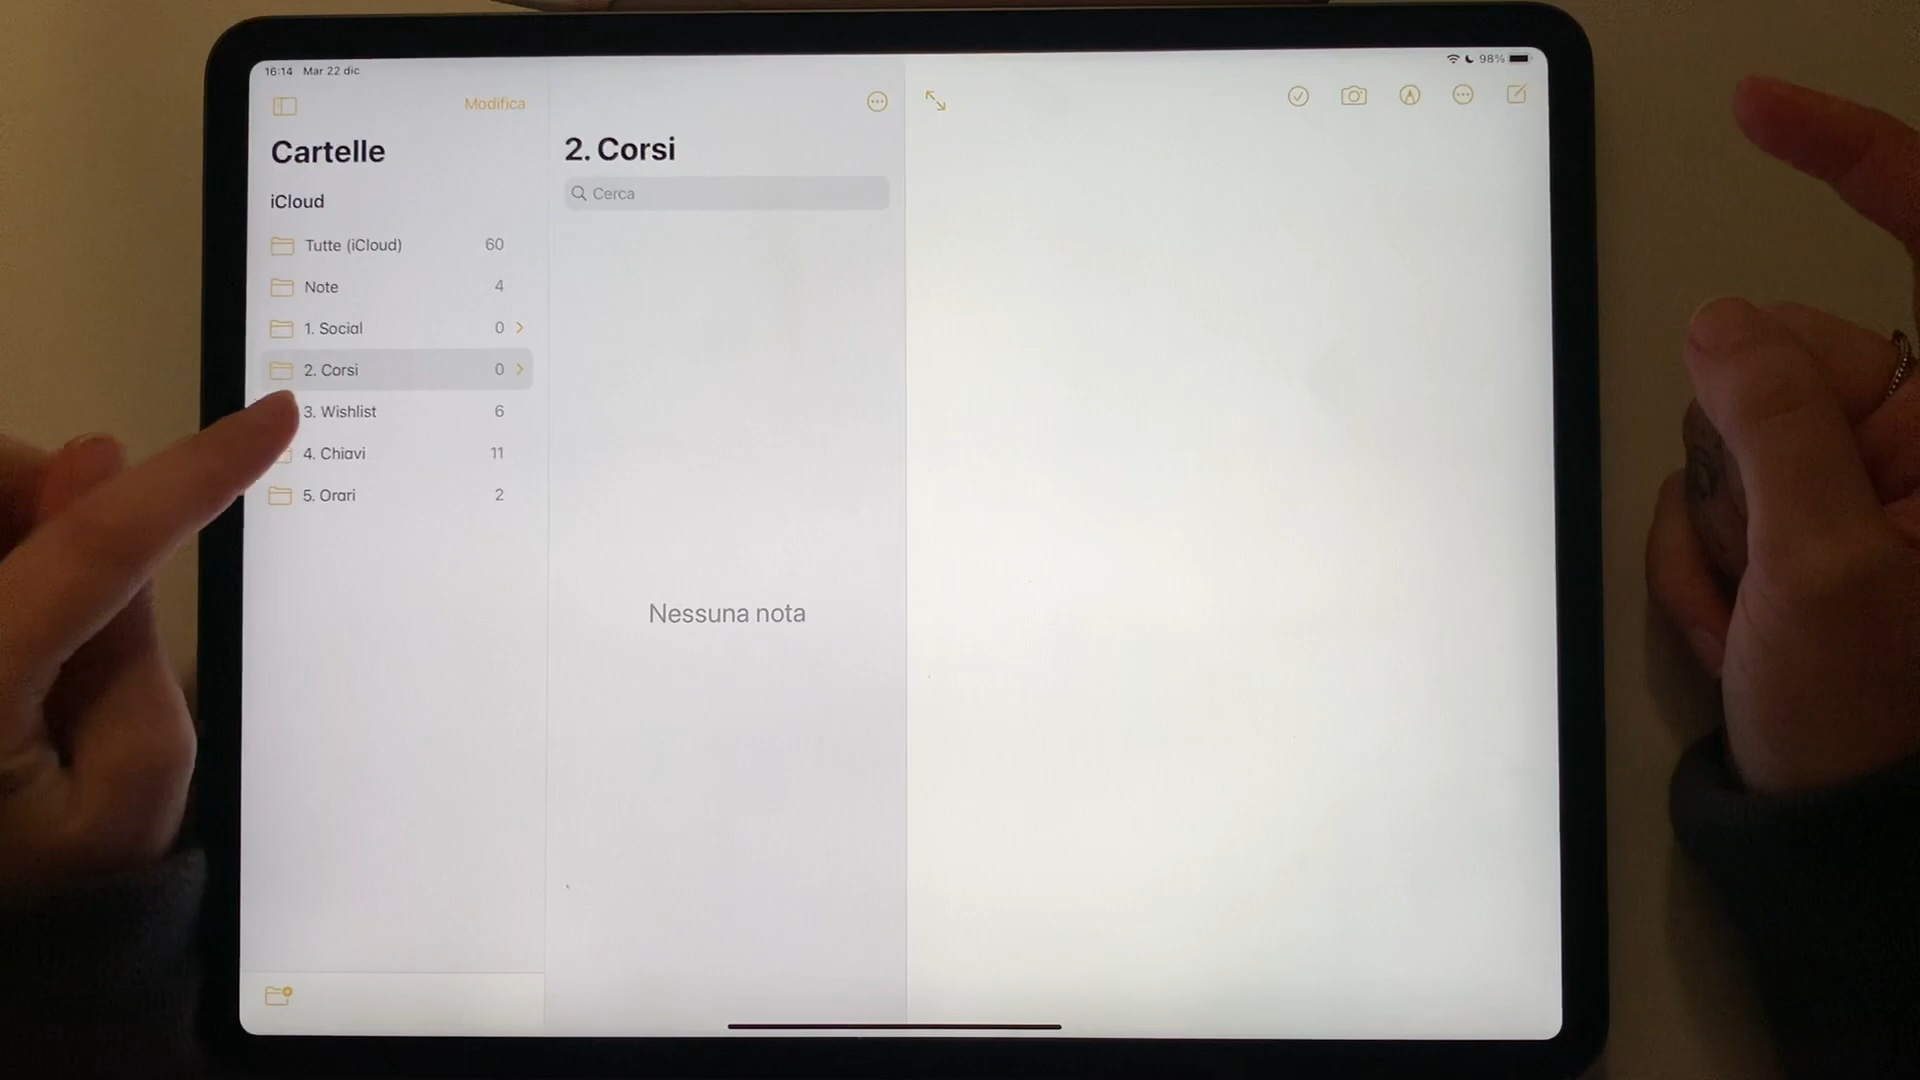 16:14 Mar 22 dic
98%
Modifica
Cartelle
iCloud
Tutte (iCloud) 60
Note 4
1. Social 0
2. Corsi 0
3. Wishlist 6
4. Chiavi 11
5. Orari 2
2. Corsi
Cerca
Nessuna nota